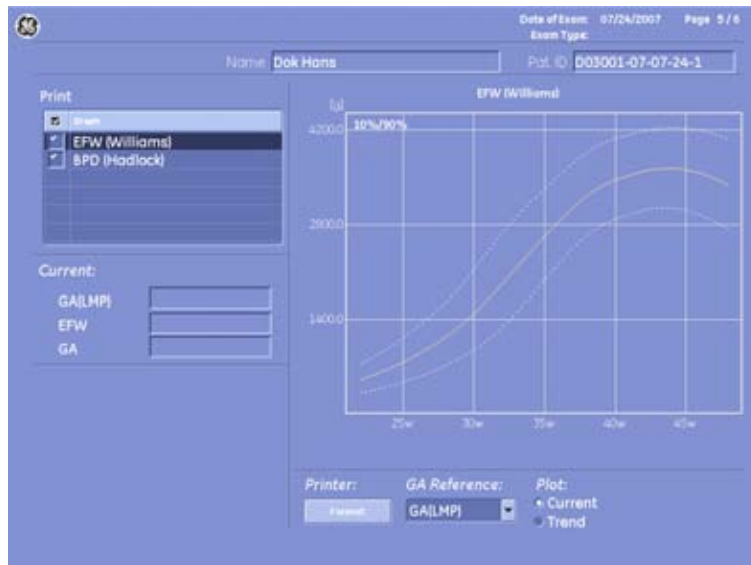 Date of Exam: 07/24/2007 Page 5/6
Exam Type:
Name Dok Hans Pat. ID D03001-07-07-24-1
Print
EFW (Williams)
BPD (Hadlock)
Current:
GA(LMP)
EFW
GA
EFW (Williams)
[g]
10%/90%
4200.0
2800.0
1400.0
25w 30w 35w 40w 45w
Printer:
GA Reference:
GA(LMP)
Plot:
Current
Trend